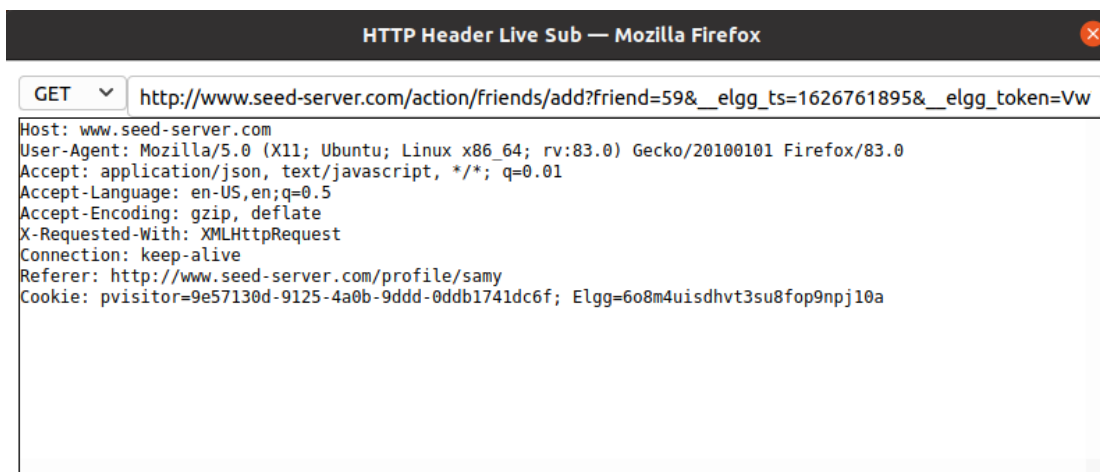 HTTP Header Live Sub — Mozilla Firefox
GET http://www.seed-server.com/action/friends/add?friend=59&__elgg_ts=1626761895&__elgg_token=Vw
Host: www.seed-server.com
User-Agent: Mozilla/5.0 (X11; Ubuntu; Linux x86_64; rv:83.0) Gecko/20100101 Firefox/83.0
Accept: application/json, text/javascript, */*; q=0.01
Accept-Language: en-US,en;q=0.5
Accept-Encoding: gzip, deflate
X-Requested-With: XMLHttpRequest
Connection: keep-alive
Referer: http://www.seed-server.com/profile/samy
Cookie: pvisitor=9e57130d-9125-4a0b-9ddd-0ddb1741dc6f; Elgg=6o8m4uisdhvt3su8fop9npj10a